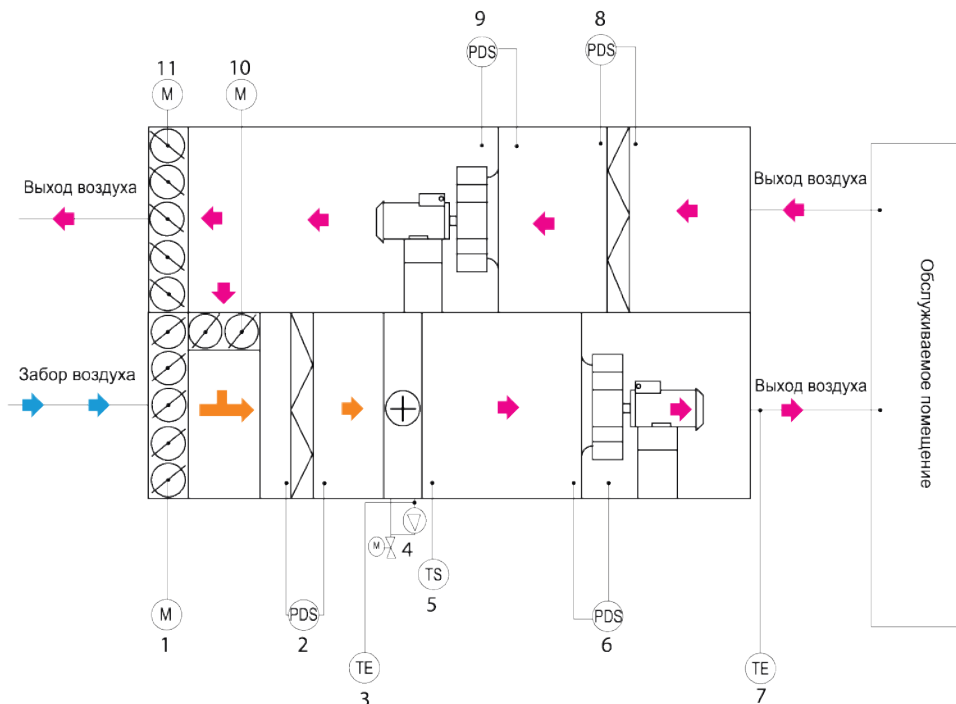 9
8
PDS
PDS
11
10
M
M
Выход воздуха
Выход воздуха
Обслуживаемое помещение
Забор воздуха
Выход воздуха
M
4
TS
5
M
1
PDS
2
PDS
6
TE
3
TE
7